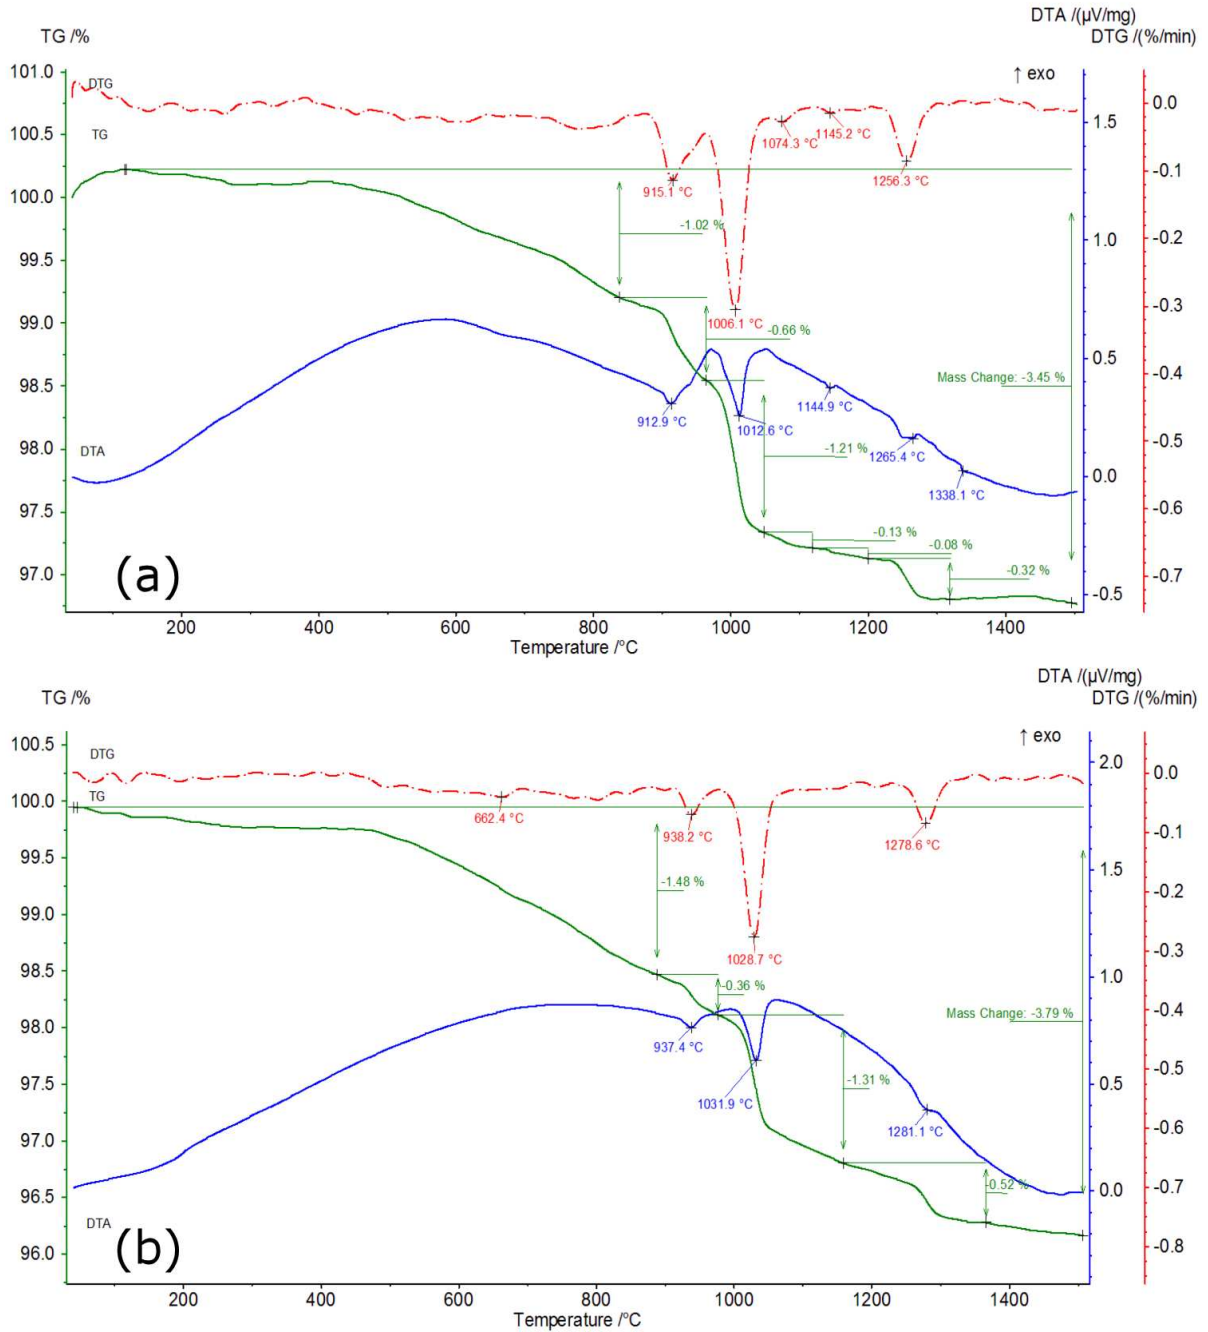 DTA /(µV/mg)
TG /% DTG /(%/min)
101.0 ↑ exo
DTG 0.0
100.5 1.5
TG 1074.3 °C 1145.2 °C
915.1 °C 1256.3 °C -0.1
100.0
-1.02 % 1.0 -0.2
99.5
99.0 1006.1 °C -0.66 % -0.3
0.5
98.5 Mass Change: -3.45 % -0.4
912.9 °C 1012.6 °C 1144.9 °C
98.0 DTA -1.21 % 1265.4 °C -0.5
0.0
97.5 1338.1 °C -0.6
-0.13 %
-0.08 %
97.0 (a) -0.32 % -0.7
-0.5
200 400 600 800 1000 1200 1400
Temperature /°C
DTA /(µV/mg)
TG /% DTG /(%/min)
100.5 ↑ exo
DTG 2.0 0.0
100.0 TG
662.4 °C 938.2 °C 1278.6 °C -0.1
99.5 1.5
-1.48 % -0.2
99.0
1028.7 °C -0.3
98.5 1.0
-0.36 % -0.4
98.0 Mass Change: -3.79 %
937.4 °C
97.5 -1.31 % -0.5
1031.9 °C 0.5
97.0 1281.1 °C -0.6
96.5 -0.52 % 0.0 -0.7
DTA
96.0 (b) -0.8
200 400 600 800 1000 1200 1400
Temperature /°C